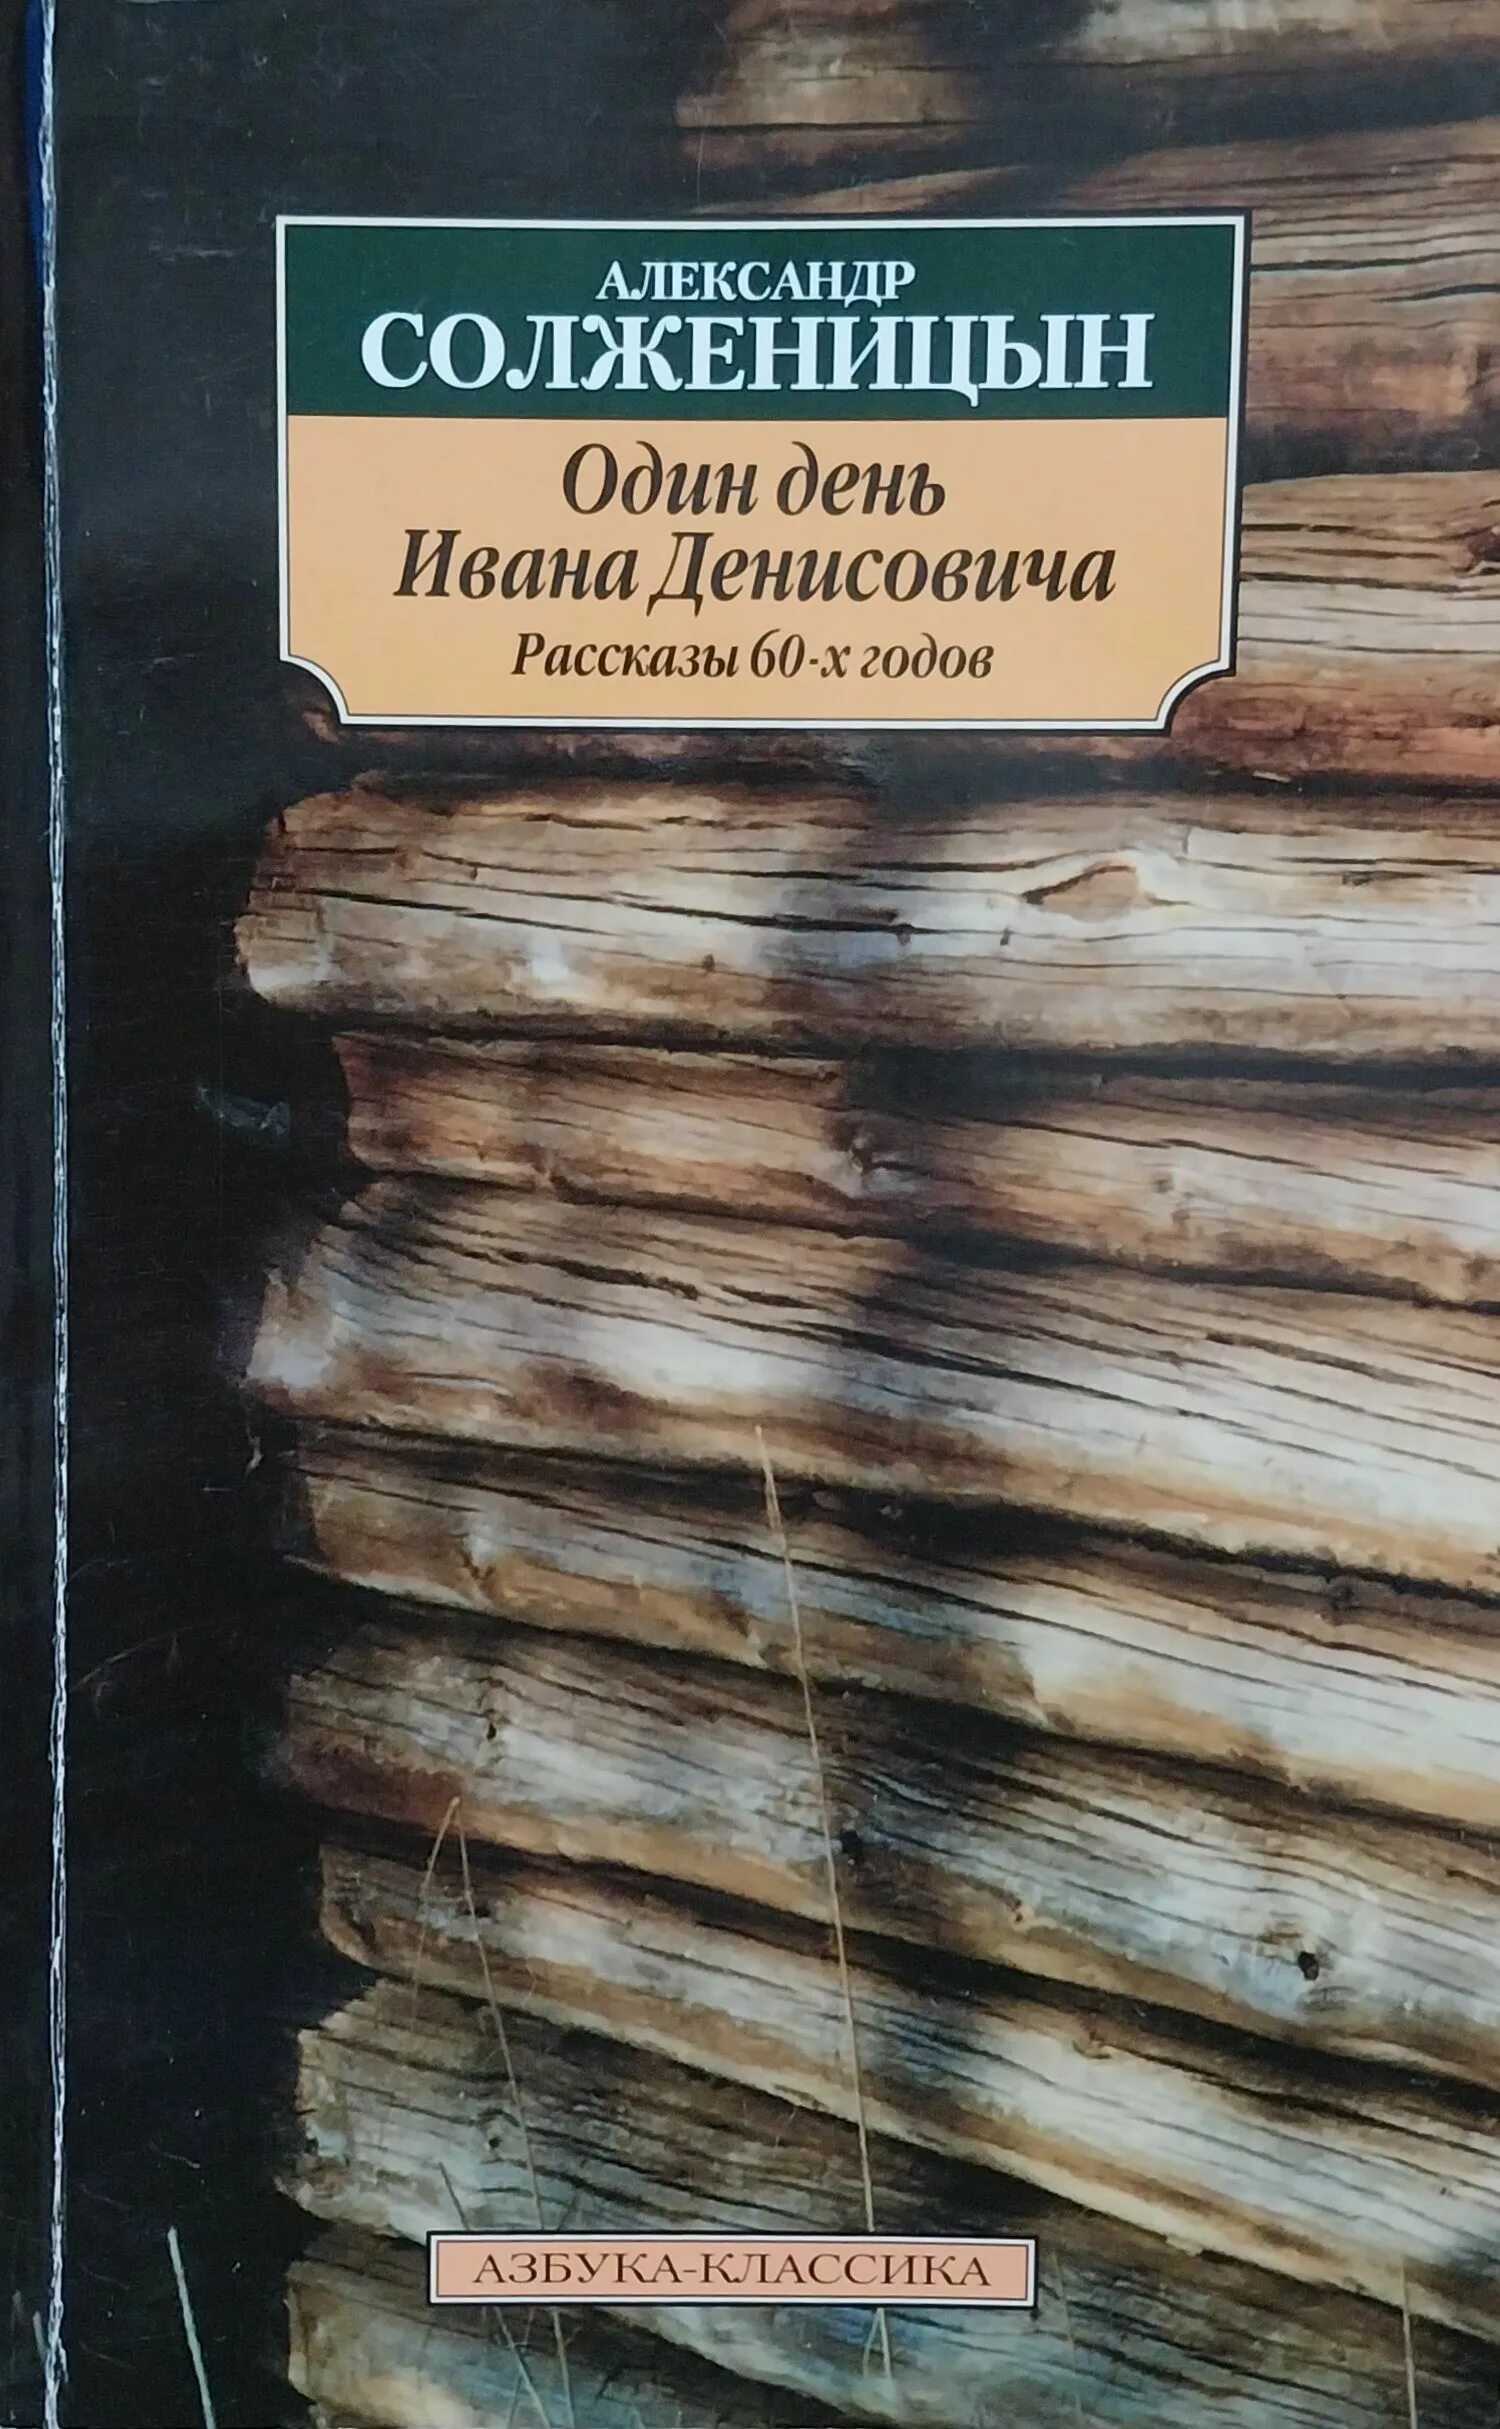 АЛЕКСАНДР
СОЛЖЕНИЦЫН
Один день
Ивана Денисовича
Рассказы 60-х годов
АЗБУКА-КЛАССИКА